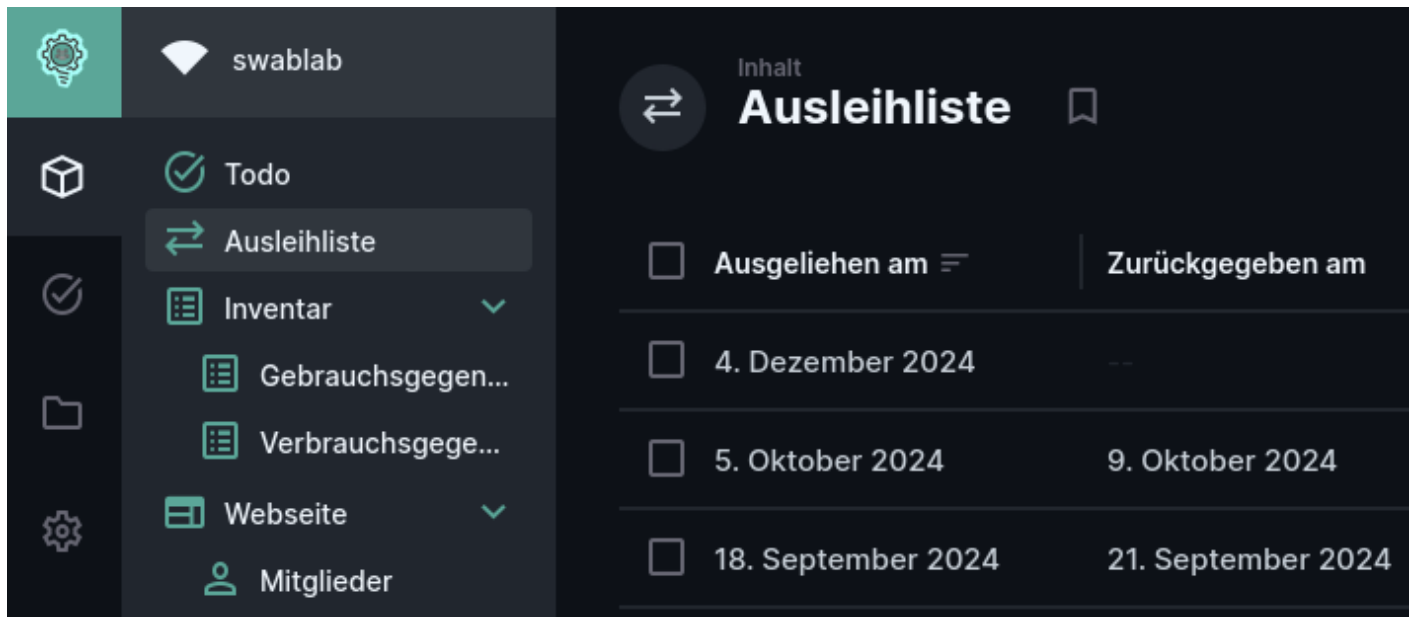 swablab
Todo
Ausleihliste
Inventar
Gebrauchsgegen...
Verbrauchsgege...
Webseite
Mitglieder
Inhalt
Ausleihliste
Ausgeliehen am Zurückgegeben am
4. Dezember 2024 --
5. Oktober 2024 9. Oktober 2024
18. September 2024 21. September 2024